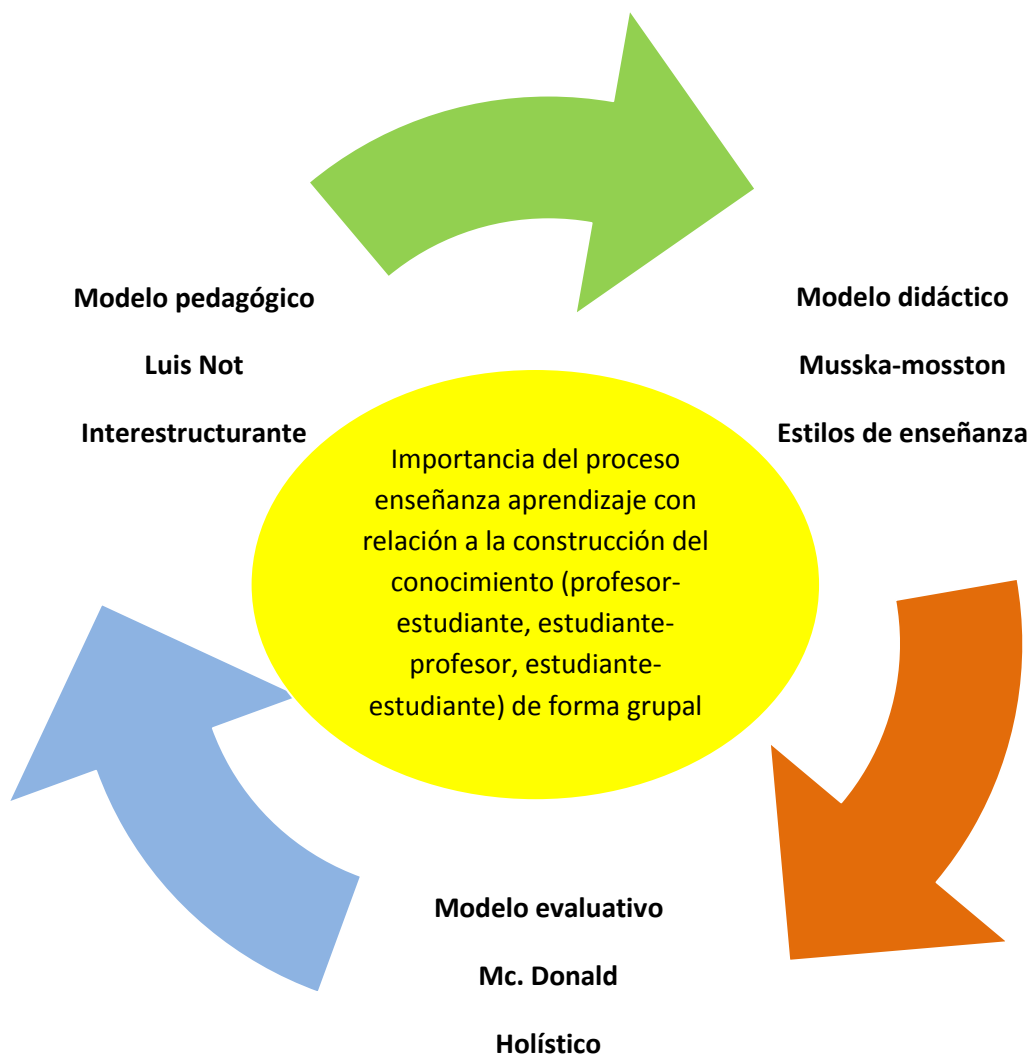 Modelo pedagógico
Luis Not
Interestructurante
Modelo didáctico
Musska-mosston
Estilos de enseñanza
Importancia del proceso
enseñanza aprendizaje con
relación a la construcción del
conocimiento (profesor-
estudiante, estudiante-
profesor, estudiante-
estudiante) de forma grupal
Modelo evaluativo
Mc. Donald
Holístico